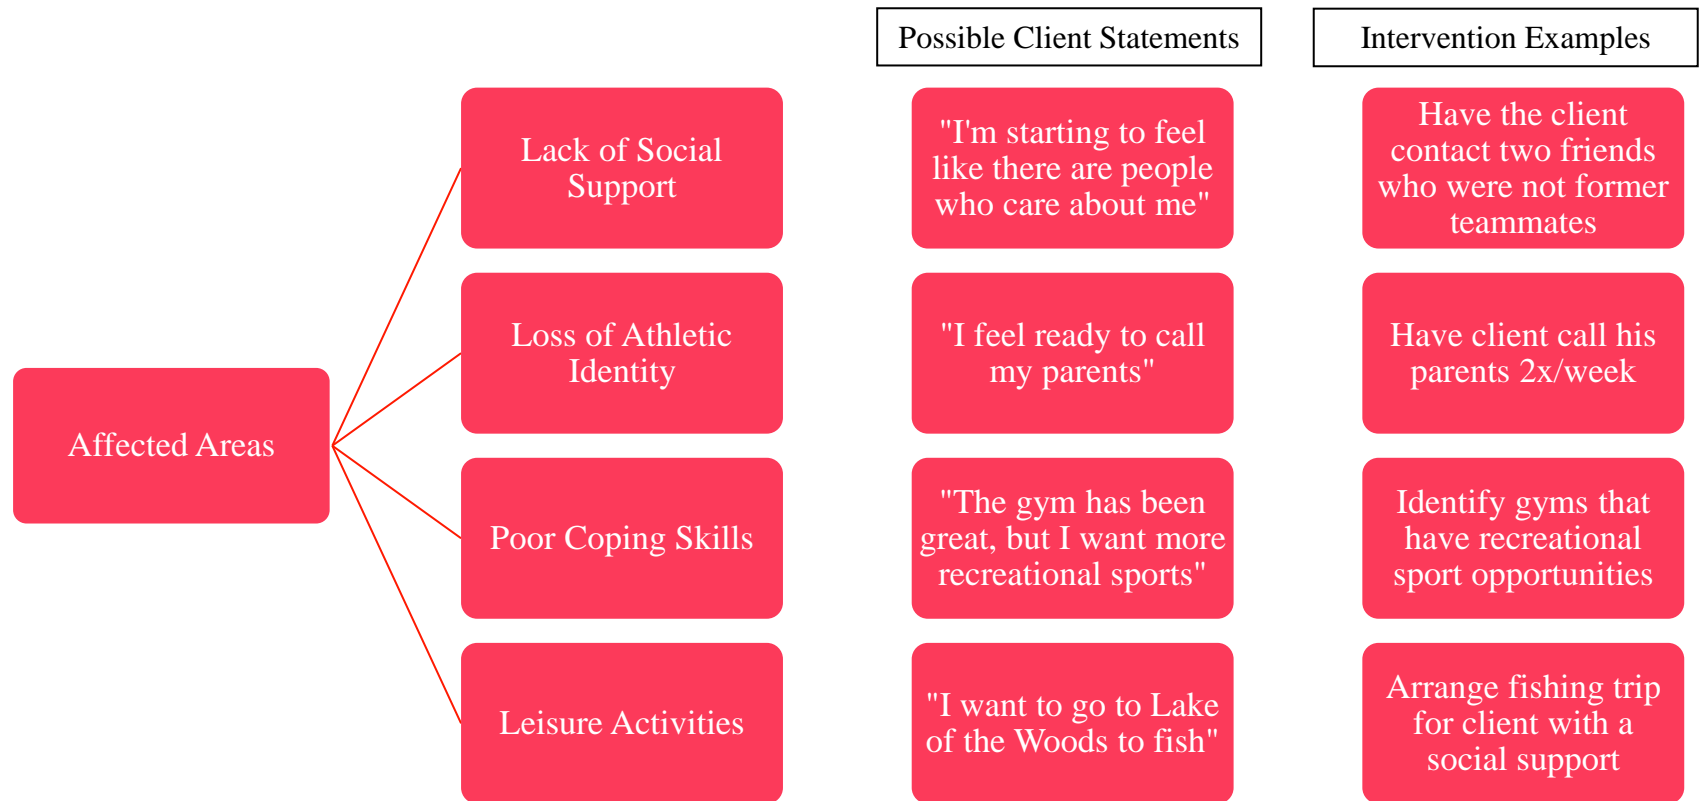 Possible Client Statements
Intervention Examples
Affected Areas
Lack of Social
Support
"I'm starting to feel
like there are people
who care about me"
Have the client
contact two friends
who were not former
teammates
Loss of Athletic
Identity
"I feel ready to call
my parents"
Have client call his
parents 2x/week
Poor Coping Skills
"The gym has been
great, but I want more
recreational sports"
Identify gyms that
have recreational
sport opportunities
Leisure Activities
"I want to go to Lake
of the Woods to fish"
Arrange fishing trip
for client with a
social support